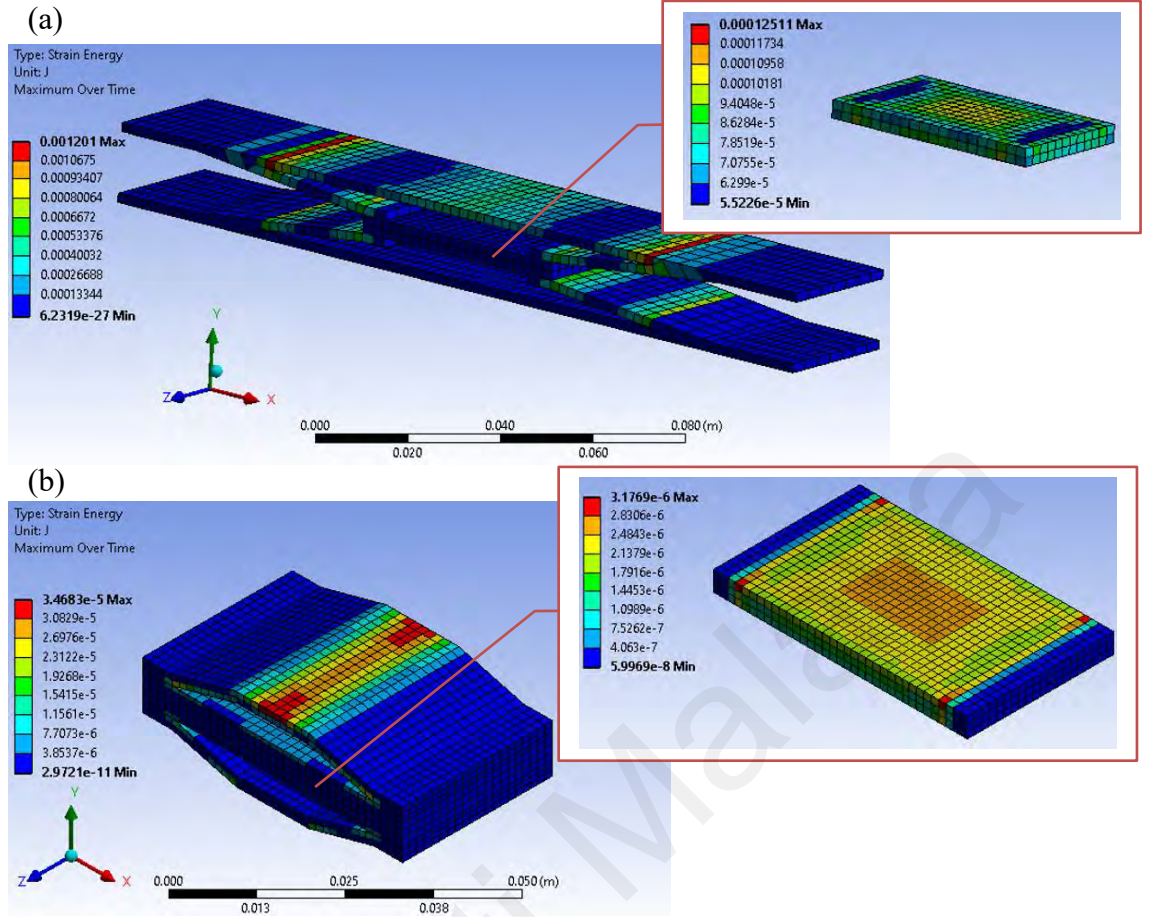 (a)
Type: Strain Energy
Unit: J
Maximum Over Time
0.001201 Max
0.0010675
0.00093407
0.00080064
0.0006672
0.00053376
0.00040032
0.00026688
0.00013344
6.2319e-27 Min
Y
Z
X
0.000 0.040 0.080 (m)
0.020 0.060
0.00012511 Max
0.00011734
0.00010958
0.00010181
9.4048e-5
8.6284e-5
7.8519e-5
7.0755e-5
6.299e-5
5.5226e-5 Min
(b)
Type: Strain Energy
Unit: J
Maximum Over Time
3.4683e-5 Max
3.0829e-5
2.6976e-5
2.3122e-5
1.9268e-5
1.5415e-5
1.1561e-5
7.7073e-6
3.8537e-6
2.9721e-11 Min
Y
Z
X
0.000 0.025 0.050 (m)
0.013 0.038
3.1769e-6 Max
2.8306e-6
2.4843e-6
2.1379e-6
1.7916e-6
1.4453e-6
1.0989e-6
7.5262e-7
4.063e-7
5.9969e-8 Min